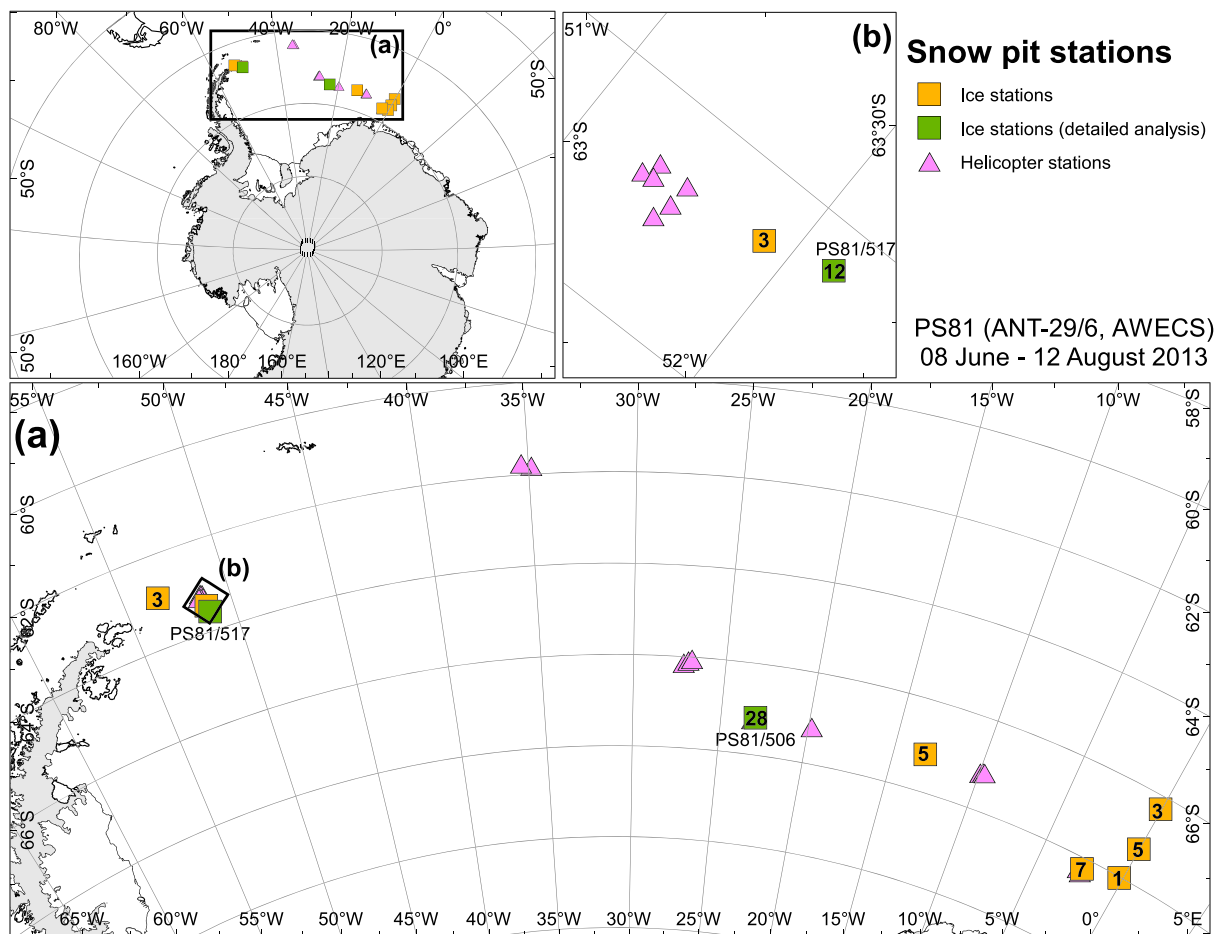 80°W
60°W
40°W
20°W
0°
(a)
50°S
50°S
50°S
160°W
180°
160°E
120°E
100°E
51°W
(b)
63°S
63°30'S
3
PS81/517
12
52°W
Snow pit stations
Ice stations
Ice stations (detailed analysis)
Helicopter stations
PS81 (ANT-29/6, AWECS)
08 June - 12 August 2013
55°W
50°W
45°W
40°W
35°W
30°W
25°W
20°W
15°W
10°W
58°S
(a)
60°S
60°S
(b)
3
PS81/517
62°S
62°S
28
PS81/506
64°S
64°S
5
3
66°S
66°S
5
7
1
65°W
60°W
55°W
50°W
45°W
40°W
35°W
30°W
25°W
20°W
15°W
10°W
5°W
0°
5°E